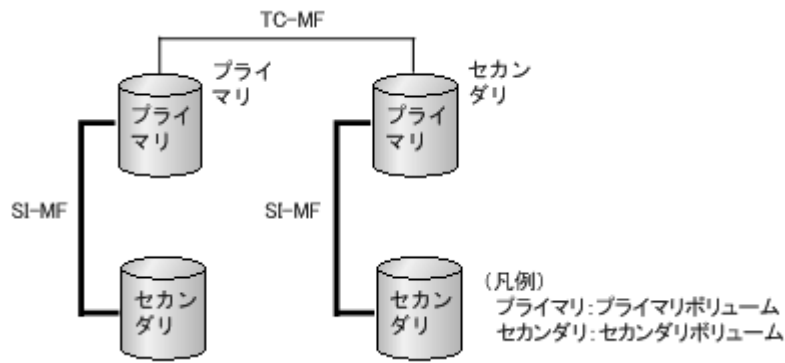 TC-MF
プライ
マリ
セカン
ダリ
プライ
マリ
プライ
マリ
SI-MF
SI-MF
セカン
ダリ
セカン
ダリ
(凡例)
プライマリ:プライマリボリューム
セカンダリ:セカンダリボリューム